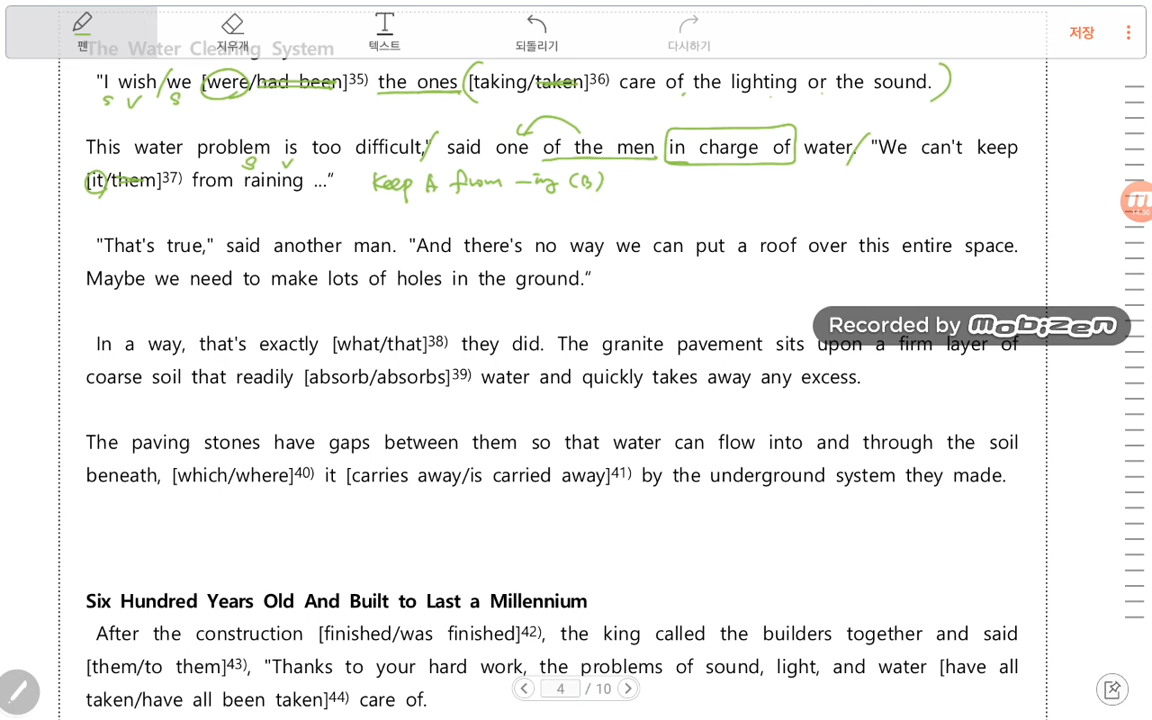 펜
지우개
텍스트
되돌리기
다시하기
저장
The Water Clearing System
"I wish we [were/had been]35) the ones [taking/taken]36) care of the lighting or the sound.
s v s
This water problem is too difficult," said one of the men in charge of water. "We can't keep
s v
[it/them]37) from raining ..."
keep A from -ing (B)
"That's true," said another man. "And there's no way we can put a roof over this entire space.
Maybe we need to make lots of holes in the ground.“
Recorded by Mobizen
In a way, that's exactly [what/that]38) they did. The granite pavement sits upon a firm layer of
coarse soil that readily [absorb/absorbs]39) water and quickly takes away any excess.
The paving stones have gaps between them so that water can flow into and through the soil
beneath, [which/where]40) it [carries away/is carried away]41) by the underground system they made.
Six Hundred Years Old And Built to Last a Millennium
After the construction [finished/was finished]42), the king called the builders together and said
[them/to them]43), "Thanks to your hard work, the problems of sound, light, and water [have all
taken/have all been taken]44) care of.
4 / 10